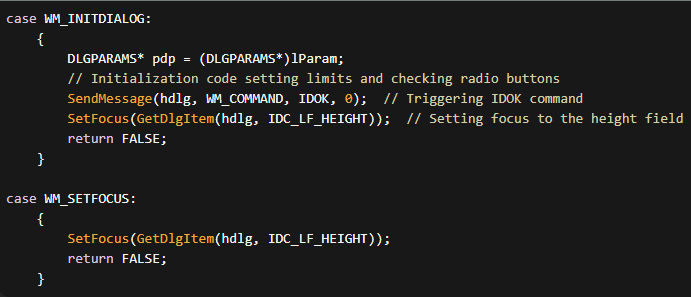 case WM_INITDIALOG:
{
DLGPARAMS* pdp = (DLGPARAMS*)lParam;
// Initialization code setting limits and checking radio buttons
SendMessage(hdlg, WM_COMMAND, IDOK, 0);  // Triggering IDOK command
SetFocus(GetDlgItem(hdlg, IDC_LF_HEIGHT));  // Setting focus to the height field
return FALSE;
}
case WM_SETFOCUS:
{
SetFocus(GetDlgItem(hdlg, IDC_LF_HEIGHT));
return FALSE;
}